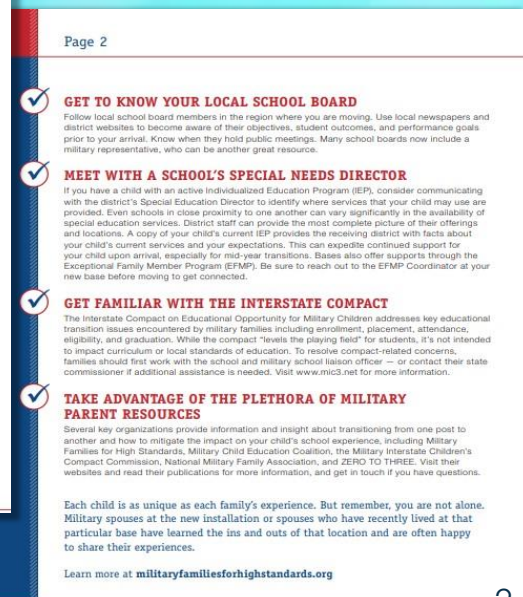 Page 2
GET TO KNOW YOUR LOCAL SCHOOL BOARD
Follow local school board members in the region where you are moving. Use local newspapers and
district websites to become aware of their objectives, student outcomes, and performance goals
prior to your arrival. Know when they hold public meetings. Many school boards now include a
military representative, who can be another great resource.
MEET WITH A SCHOOL'S SPECIAL NEEDS DIRECTOR
If you have a child with an active Individualized Education Program (IEP), consider communicating
with the district's Special Education Director to identify where services that your child may use are
provided. Even schools in close proximity to one another can vary significantly in the availability of
special education services. District staff can provide the most complete picture of their offerings
and locations. A copy of your child's current IEP provides the receiving district with facts about
your child's current services and your expectations. This can expedite continued support for
your child upon arrival, especially for mid-year transitions. Bases also offer supports through the
Exceptional Family Member Program (EFMP). Be sure to reach out to the EFMP Coordinator at your
new base before moving to get connected.
GET FAMILIAR WITH THE INTERSTATE COMPACT
The Interstate Compact on Educational Opportunity for Military Children addresses key educational
transition issues encountered by military families including enrollment, placement, attendance,
eligibility, and graduation. While the compact "levels the playing field" for students, it's not intended
to impact curriculum or local standards of education. To resolve compact-related concerns,
families should first work with the school and military school liaison officer — or contact their state
commissioner if additional assistance is needed. Visit www.mic3.net for more information.
TAKE ADVANTAGE OF THE PLETHORA OF MILITARY
PARENT RESOURCES
Several key organizations provide information and insight about transitioning from one post to
another and how to mitigate the impact on your child's school experience, including Military
Families for High Standards, Military Child Education Coalition, the Military Interstate Children's
Compact Commission, National Military Family Association, and ZERO TO THREE. Visit their
websites and read their publications for more information, and get in touch if you have questions.
Each child is as unique as each family's experience. But remember, you are not alone.
Military spouses at the new installation or spouses who have recently lived at that
particular base have learned the ins and outs of that location and are often happy
to share their experiences.
Learn more at militaryfamiliesforhighstandards.org